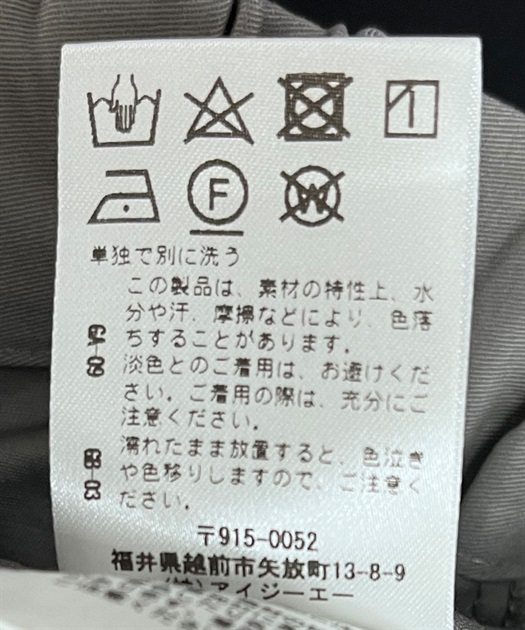 F
W
単独で別に洗う
この製品は、素材の特性上、水
分や汗、摩擦などにより、色落
ちすることがあります。
淡色とのご着用は、お避けくだ
さい。ご着用の際は、充分にご
注意ください。
濡れたまま放置すると、色泣き
や色移りしますので、ご注意く
ださい。
〒915-0052
福井県越前市矢放町13-8-9
(株)アイジーエー